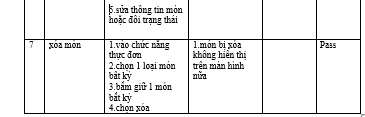 5.sửa thông tin món
hoặc đổi trạng thái
7
xóa món
1.vào chức năng
thực đơn
2.chọn 1 loại món
bất kỳ
3.bấm giữ 1 món
bất kỳ
4.chọn xóa
1.món bị xóa
không hiển thị
trên màn hình
nữa
Pass